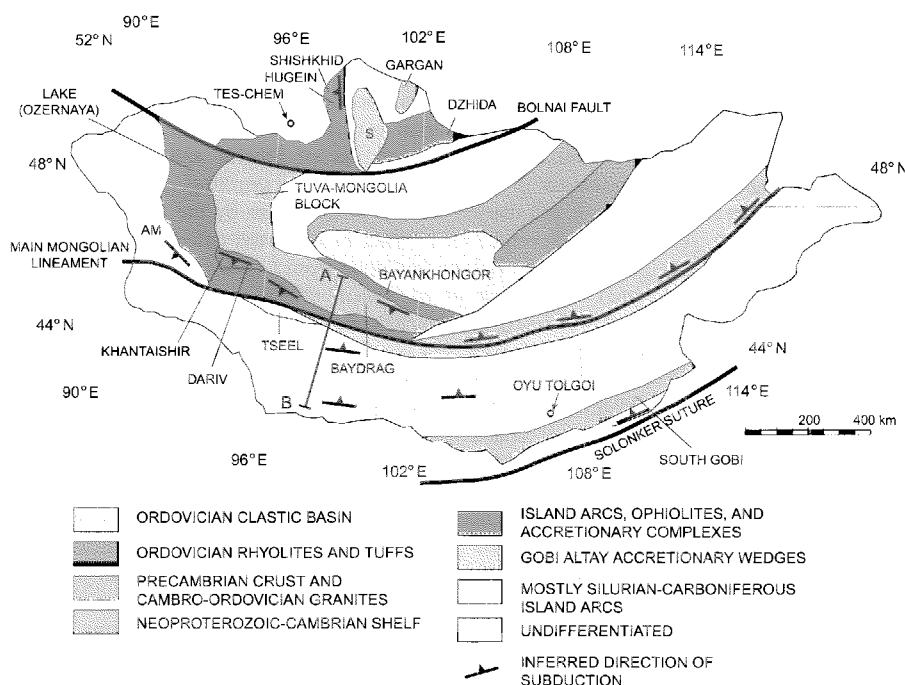 90°E
52°N
96°E
102°E
108°E
114°E
SHISHKHID
HUGEIN
GARGAN
LAKE
(OZERNAYA)
TES-CHEM
DZHIDA
BOLNAI FAULT
S
48°N
48°N
TUVA-MONGOLIA
BLOCK
AM
MAIN MONGOLIAN
LINEAMENT
A
BAYANKHONGOR
44°N
KHANTAISHIR
TSEEL
DARIV
BAYDRAG
44°N
90°E
B
OYU TOLGOI
114°E
SOLONKER SUTURE
200 400 km
96°E
102°E
108°E
SOUTH GOBI
ORDOVICIAN CLASTIC BASIN
ORDOVICIAN RHYOLITES AND TUFFS
PRECAMBRIAN CRUST AND
CAMBRO-ORDOVICIAN GRANITES
NEOPROTEROZOIC-CAMBRIAN SHELF
ISLAND ARCS, OPHIOLITES, AND
ACCRETIONARY COMPLEXES
GOBI ALTAY ACCRETIONARY WEDGES
MOSTLY SILURIAN-CARBONIFEROUS
ISLAND ARCS
UNDIFFERENTIATED
INFERRED DIRECTION OF
SUBDUCTION